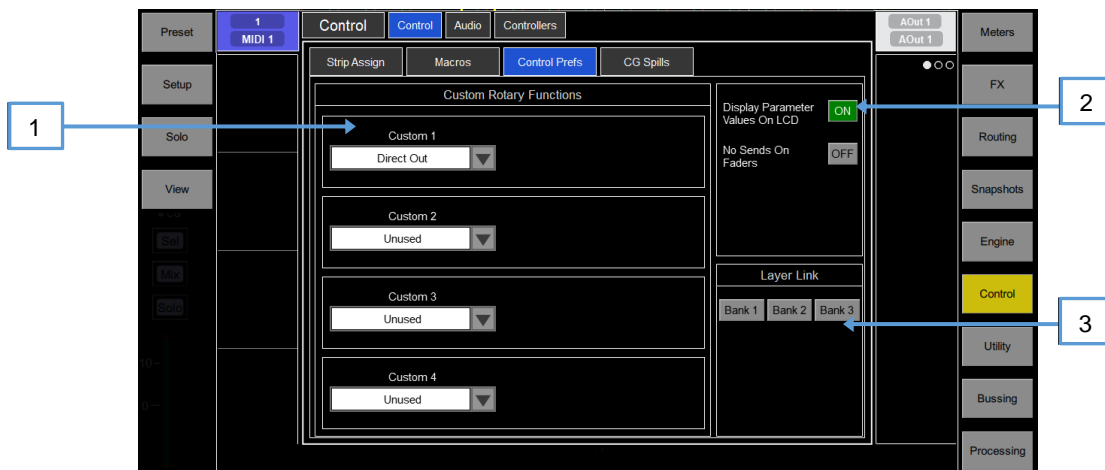 Preset
Setup
Solo
View
1
MIDI 1
Control
Control
Audio
Controllers
AOut 1
AOut 1
Strip Assign
Macros
Control Prefs
CG Spills
Custom Rotary Functions
Custom 1
Direct Out
Custom 2
Unused
Custom 3
Unused
Custom 4
Unused
Display Parameter
Values On LCD
ON
No Sends On
Faders
OFF
Layer Link
Bank 1
Bank 2
Bank 3
Sel
Mix
Solo
10
0
Meters
FX
Routing
Snapshots
Engine
Control
Utility
Bussing
Processing
1
2
3